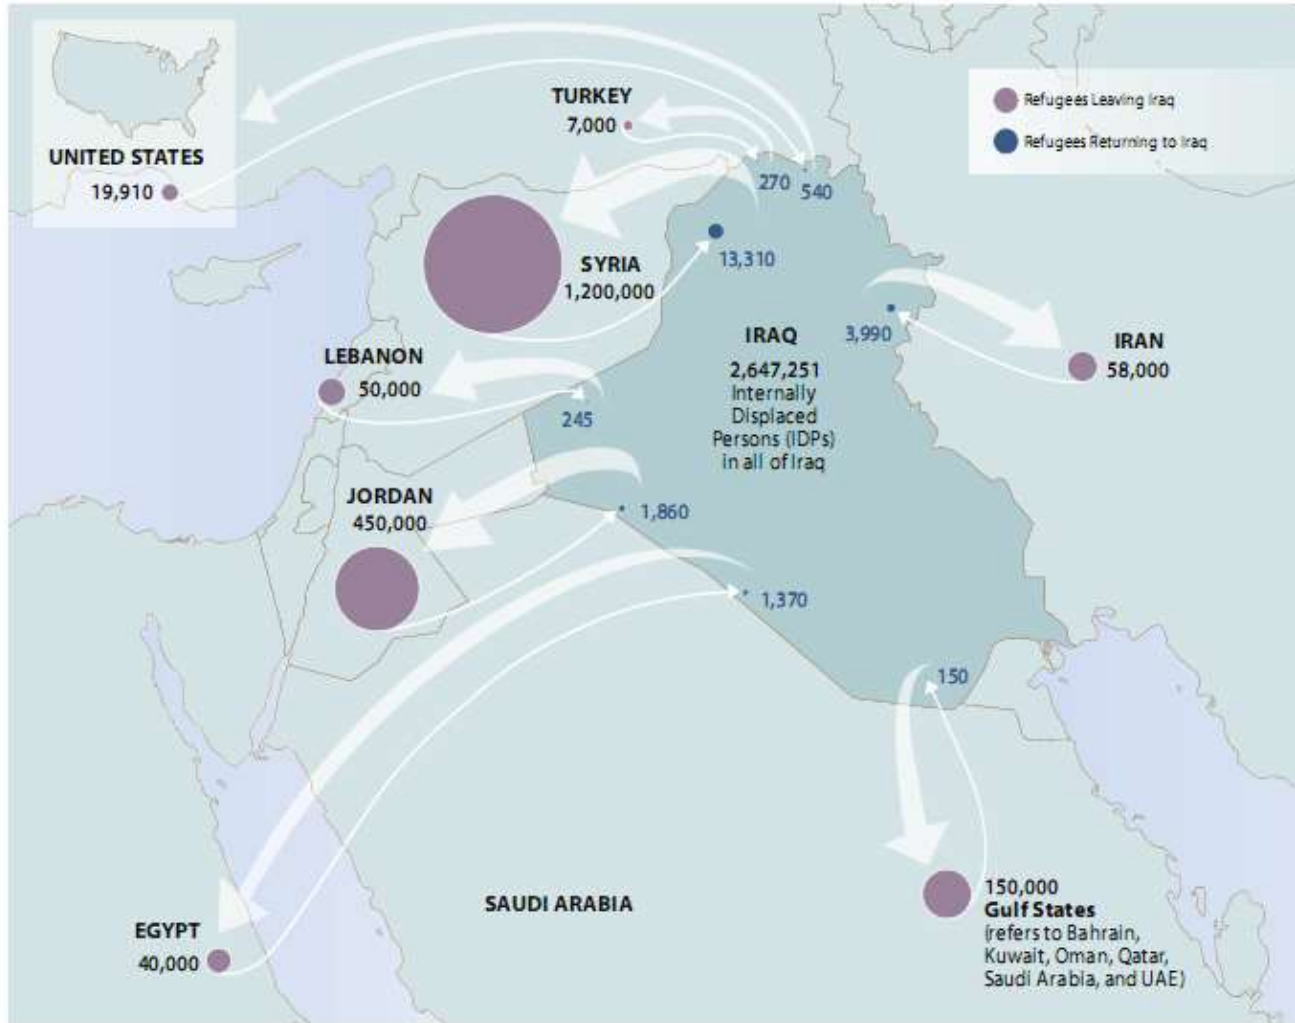 TURKEY
7,000
Refugees Leaving Iraq
Refugees Returning to Iraq
UNITED STATES
19,910
270
540
13,310
SYRIA
1,200,000
3,990
IRAQ
2,647,251
Internally
Displaced
Persons (IDPs)
in all of Iraq
IRAN
58,000
LEBANON
50,000
245
JORDAN
450,000
1,860
1,370
150
SAUDI ARABIA
150,000
Gulf States
(refers to Bahrain,
Kuwait, Oman, Qatar,
Saudi Arabia, and UAE)
EGYPT
40,000